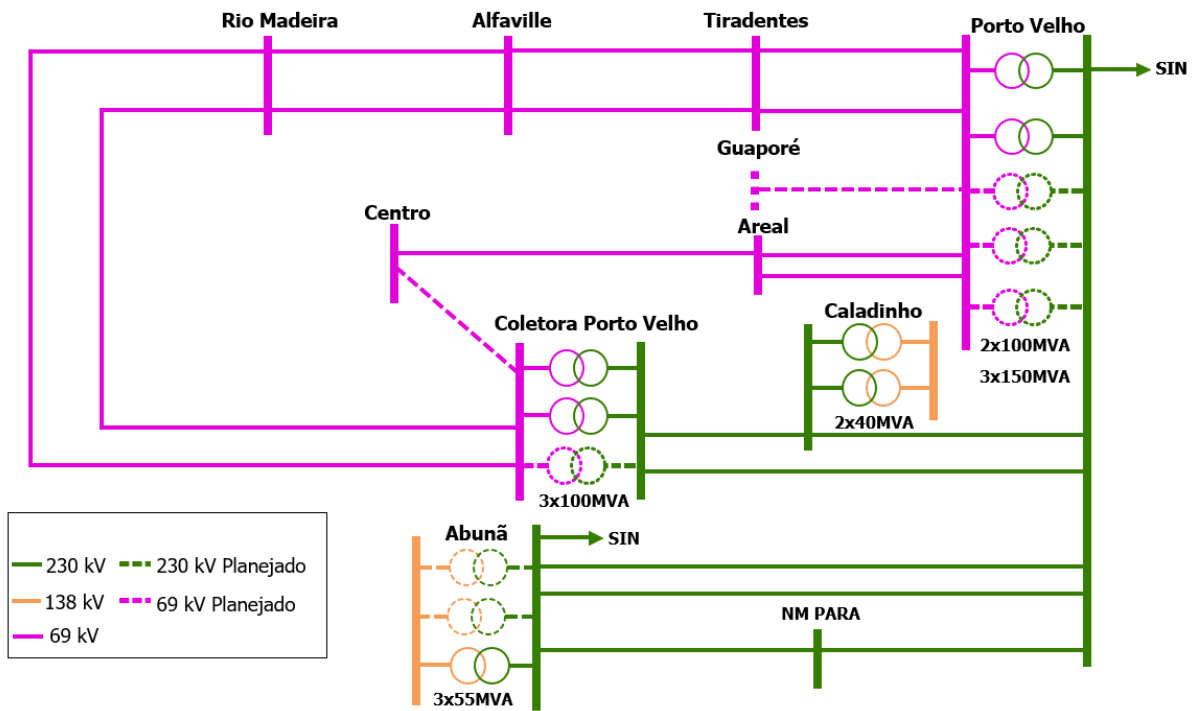 Rio Madeira
Alfaville
Tiradentes
Porto Velho
SIN
Guaporé
Centro
Areal
Coletora Porto Velho
Caladinho
2x100MVA
3x150MVA
2x40MVA
3x100MVA
Abunã
SIN
230 kV
230 kV Planejado
138 kV
69 kV Planejado
69 kV
NM PARA
3x55MVA